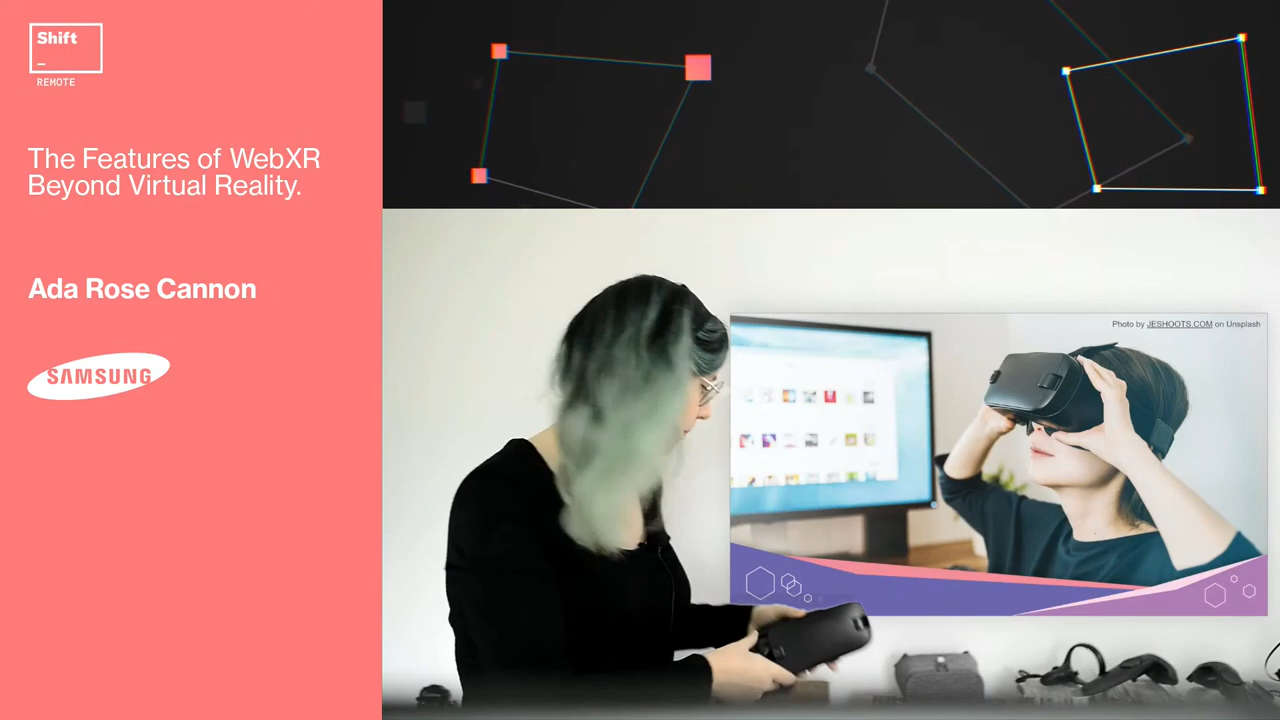 Shift
_
REMOTE
The Features of WebXR
Beyond Virtual Reality.
Ada Rose Cannon
SAMSUNG
Photo by JESHOOTS.COM on Unsplash